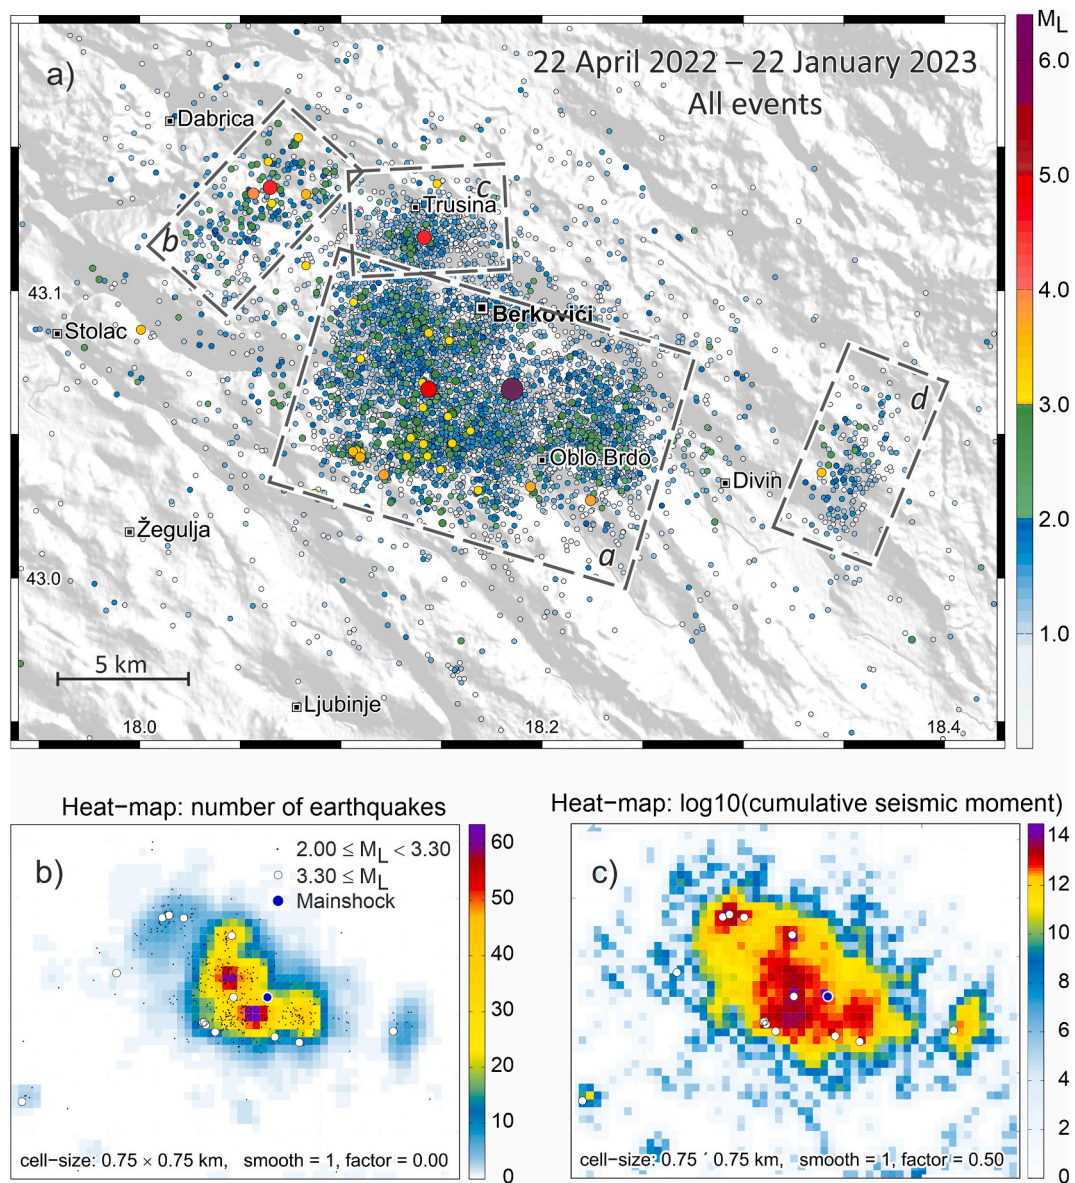 a)
22 April 2022 – 22 January 2023
All events
M_L
6.0
5.0
4.0
3.0
2.0
1.0
Dabrica
b
c
Trusina
43.1
Stolac
Berkovići
d
Oblo Brdo
Divin
Žegulja
a
43.0
5 km
Ljubinje
18.0
18.2
18.4
Heat−map: number of earthquakes
b)
2.00 ≤ M_L < 3.30
3.30 ≤ M_L
Mainshock
60
50
40
30
20
10
0
cell-size: 0.75 × 0.75 km, smooth = 1, factor = 0.00
Heat−map: log10(cumulative seismic moment)
c)
14
12
10
8
6
4
2
0
cell-size: 0.75 ´ 0.75 km, smooth = 1, factor = 0.50